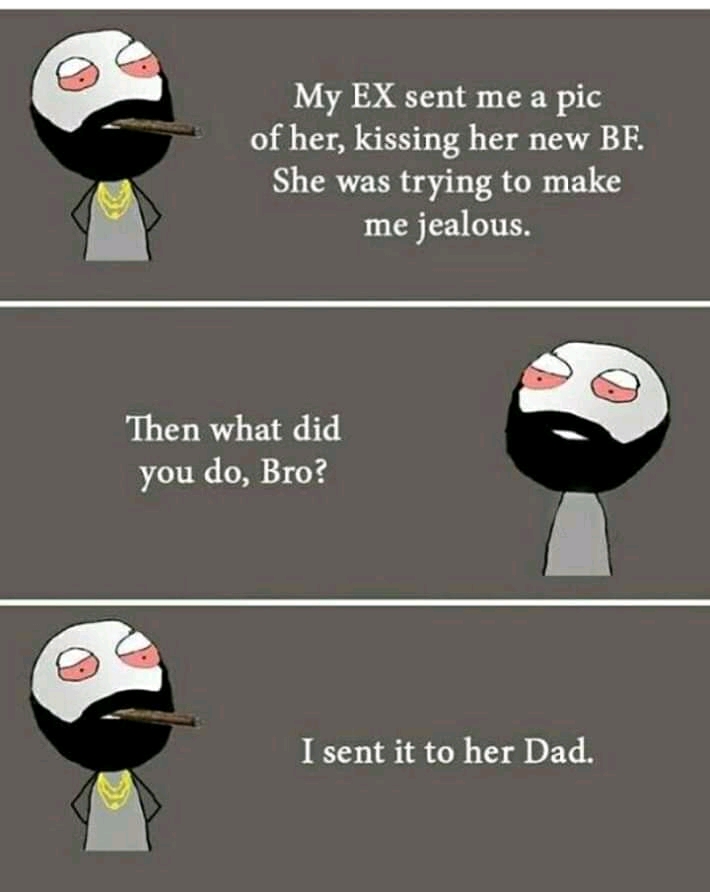 My EX sent me a pic
of her, kissing her new BF.
She was trying to make
me jealous.
Then what did
you do, Bro?
I sent it to her Dad.